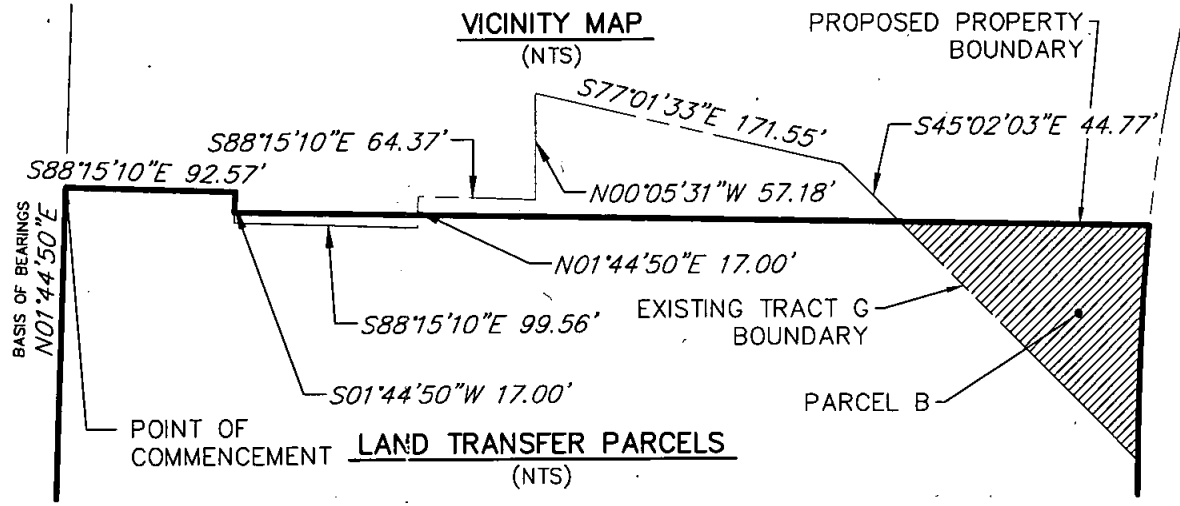 VICINITY MAP
(NTS)
PROPOSED PROPERTY
BOUNDARY
S77°01'33"E 171.55'
S45°02'03"E 44.77'
S88°15'10"E 64.37'
S88°15'10"E 92.57'
N00°05'31"W 57.18'
BASIS OF BEARINGS
N01°44'50"E
N01°44'50"E 17.00'
S88°15'10"E 99.56'
EXISTING TRACT G
BOUNDARY
S01°44'50"W 17.00'
PARCEL B
POINT OF
COMMENCEMENT
LAND TRANSFER PARCELS
(NTS)